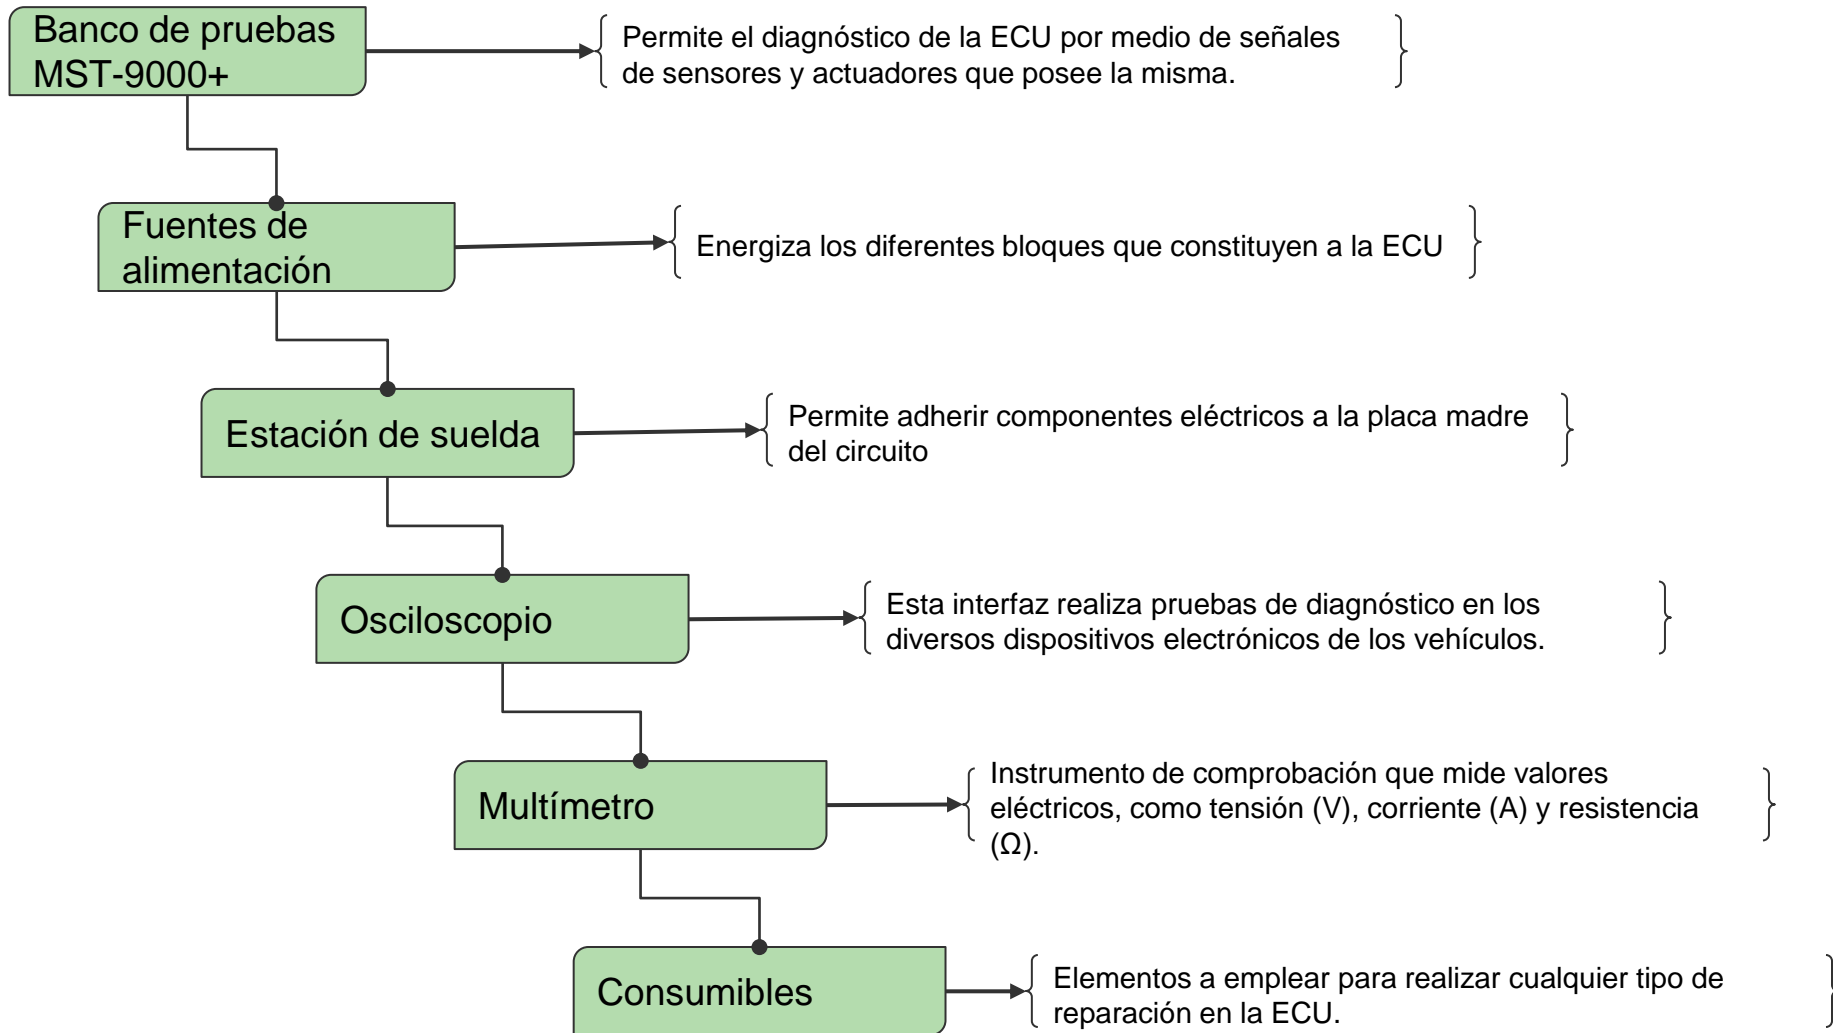 Banco de pruebas
MST-9000+
Permite el diagnóstico de la ECU por medio de señales
de sensores y actuadores que posee la misma.
Fuentes de
alimentación
Energiza los diferentes bloques que constituyen a la ECU
Estación de suelda
Permite adherir componentes eléctricos a la placa madre
del circuito
Osciloscopio
Esta interfaz realiza pruebas de diagnóstico en los
diversos dispositivos electrónicos de los vehículos.
Multímetro
Instrumento de comprobación que mide valores
eléctricos, como tensión (V), corriente (A) y resistencia
(Ω).
Consumibles
Elementos a emplear para realizar cualquier tipo de
reparación en la ECU.